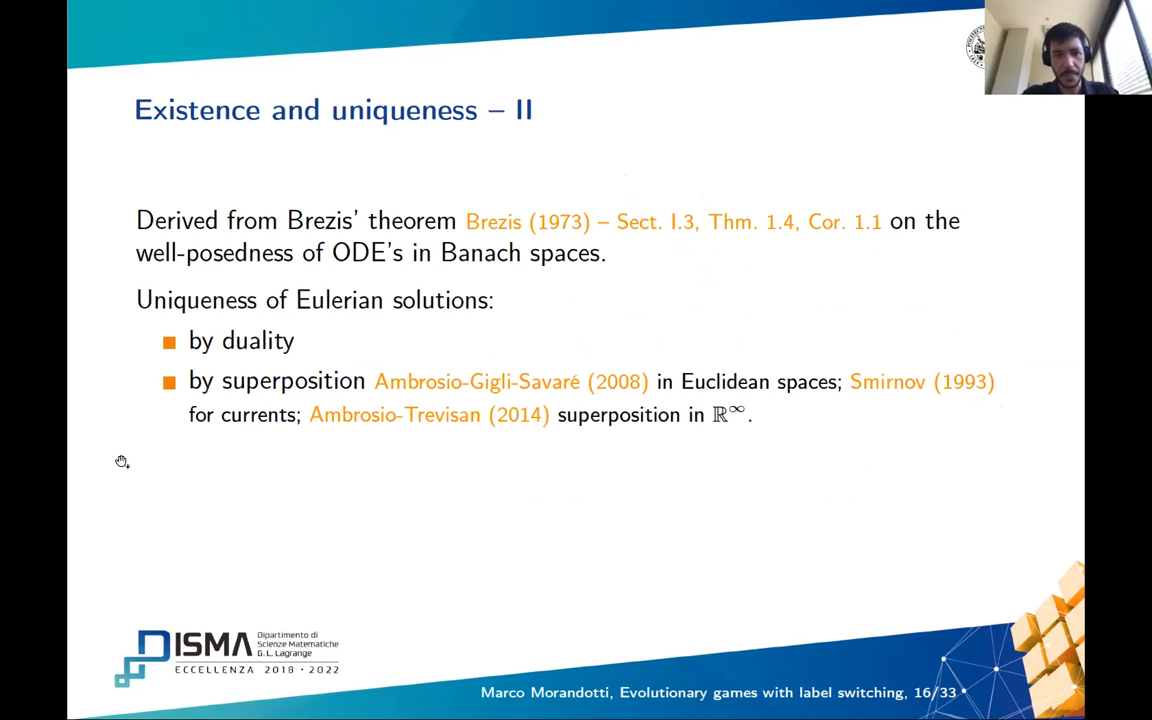 Existence and uniqueness – II
Derived from Brezis' theorem Brezis (1973) – Sect. I.3, Thm. 1.4, Cor. 1.1 on the
well-posedness of ODE's in Banach spaces.
Uniqueness of Eulerian solutions:
by duality
by superposition Ambrosio-Gigli-Savaré (2008) in Euclidean spaces; Smirnov (1993)
for currents; Ambrosio-Trevisan (2014) superposition in ℝ∞.
DISMA
Dipartimento di
Scienze Matematiche
G. L. Lagrange
ECCELLENZA 2018 · 2022
Marco Morandotti, Evolutionary games with label switching, 16/33